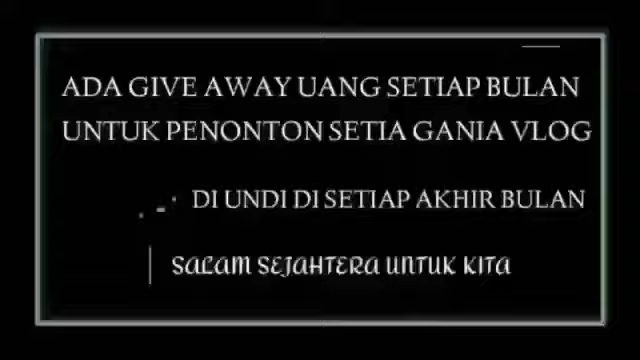 ADA GIVE AWAY UANG SETIAP BULAN
UNTUK PENONTON SETIA GANIA VLOG
DI UNDI DI SETIAP AKHIR BULAN
SALAM SEJAHTERA UNTUK KITA